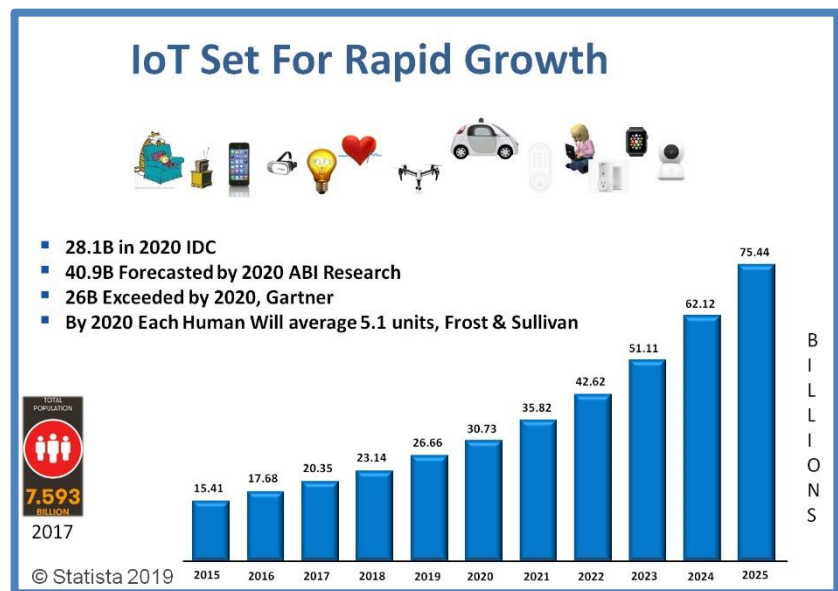 IoT Set For Rapid Growth
28.1B in 2020 IDC
40.9B Forecasted by 2020 ABI Research
26B Exceeded by 2020, Gartner
By 2020 Each Human Will average 5.1 units, Frost & Sullivan
75.44
62.12
51.11
42.62
35.82
30.73
26.66
23.14
20.35
17.68
15.41
BILLIONS
TOTAL
POPULATION
7.593
BILLION
2017
© Statista 2019
2015 2016 2017 2018 2019 2020 2021 2022 2023 2024 2025